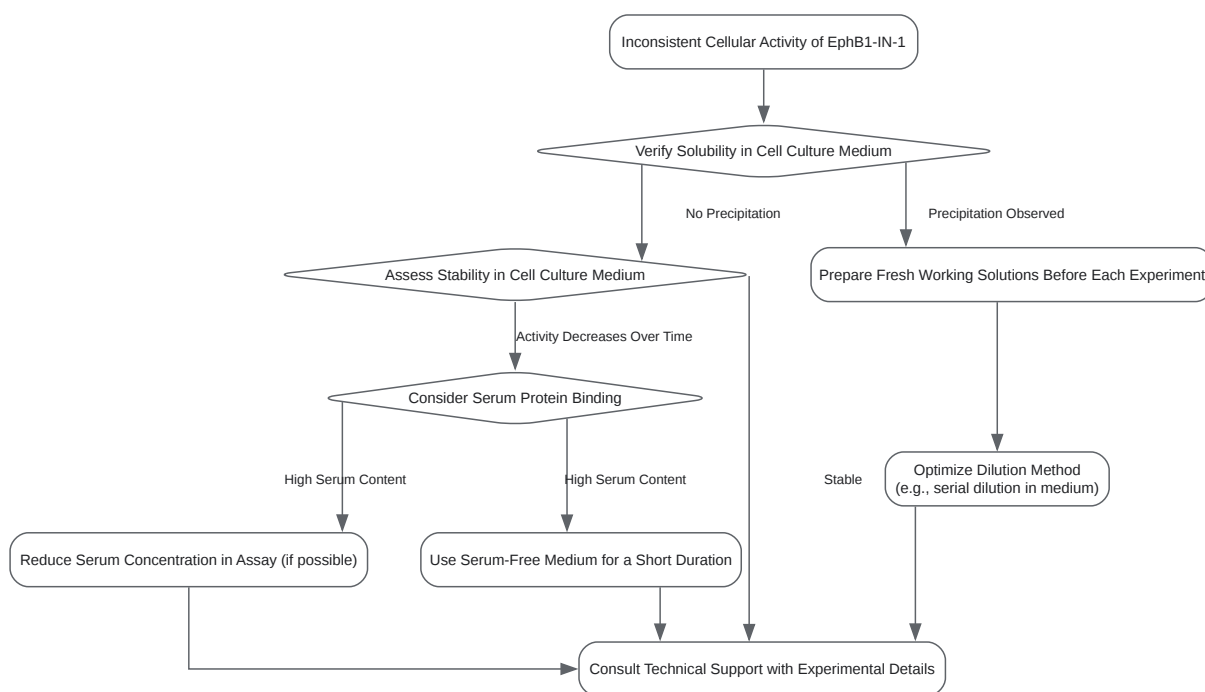 Inconsistent Cellular Activity of EphB1-IN-1
Verify Solubility in Cell Culture Medium
No Precipitation
Precipitation Observed
Assess Stability in Cell Culture Medium
Prepare Fresh Working Solutions Before Each Experiment
Activity Decreases Over Time
Consider Serum Protein Binding
High Serum Content
High Serum Content
Stable
Optimize Dilution Method
(e.g., serial dilution in medium)
Reduce Serum Concentration in Assay (if possible)
Use Serum-Free Medium for a Short Duration
Consult Technical Support with Experimental Details